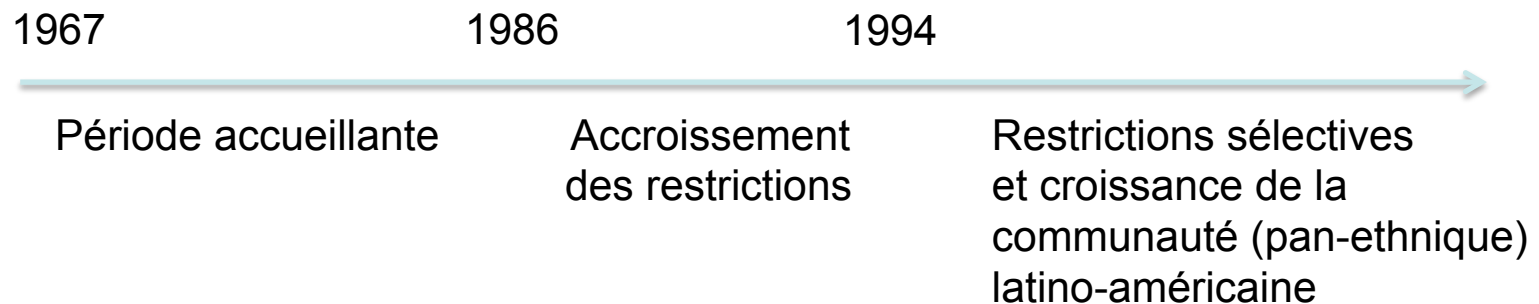 1967 1986 1994
Période accueillante
Accroissement
des restrictions
Restrictions sélectives
et croissance de la
communauté (pan-ethnique)
latino-américaine